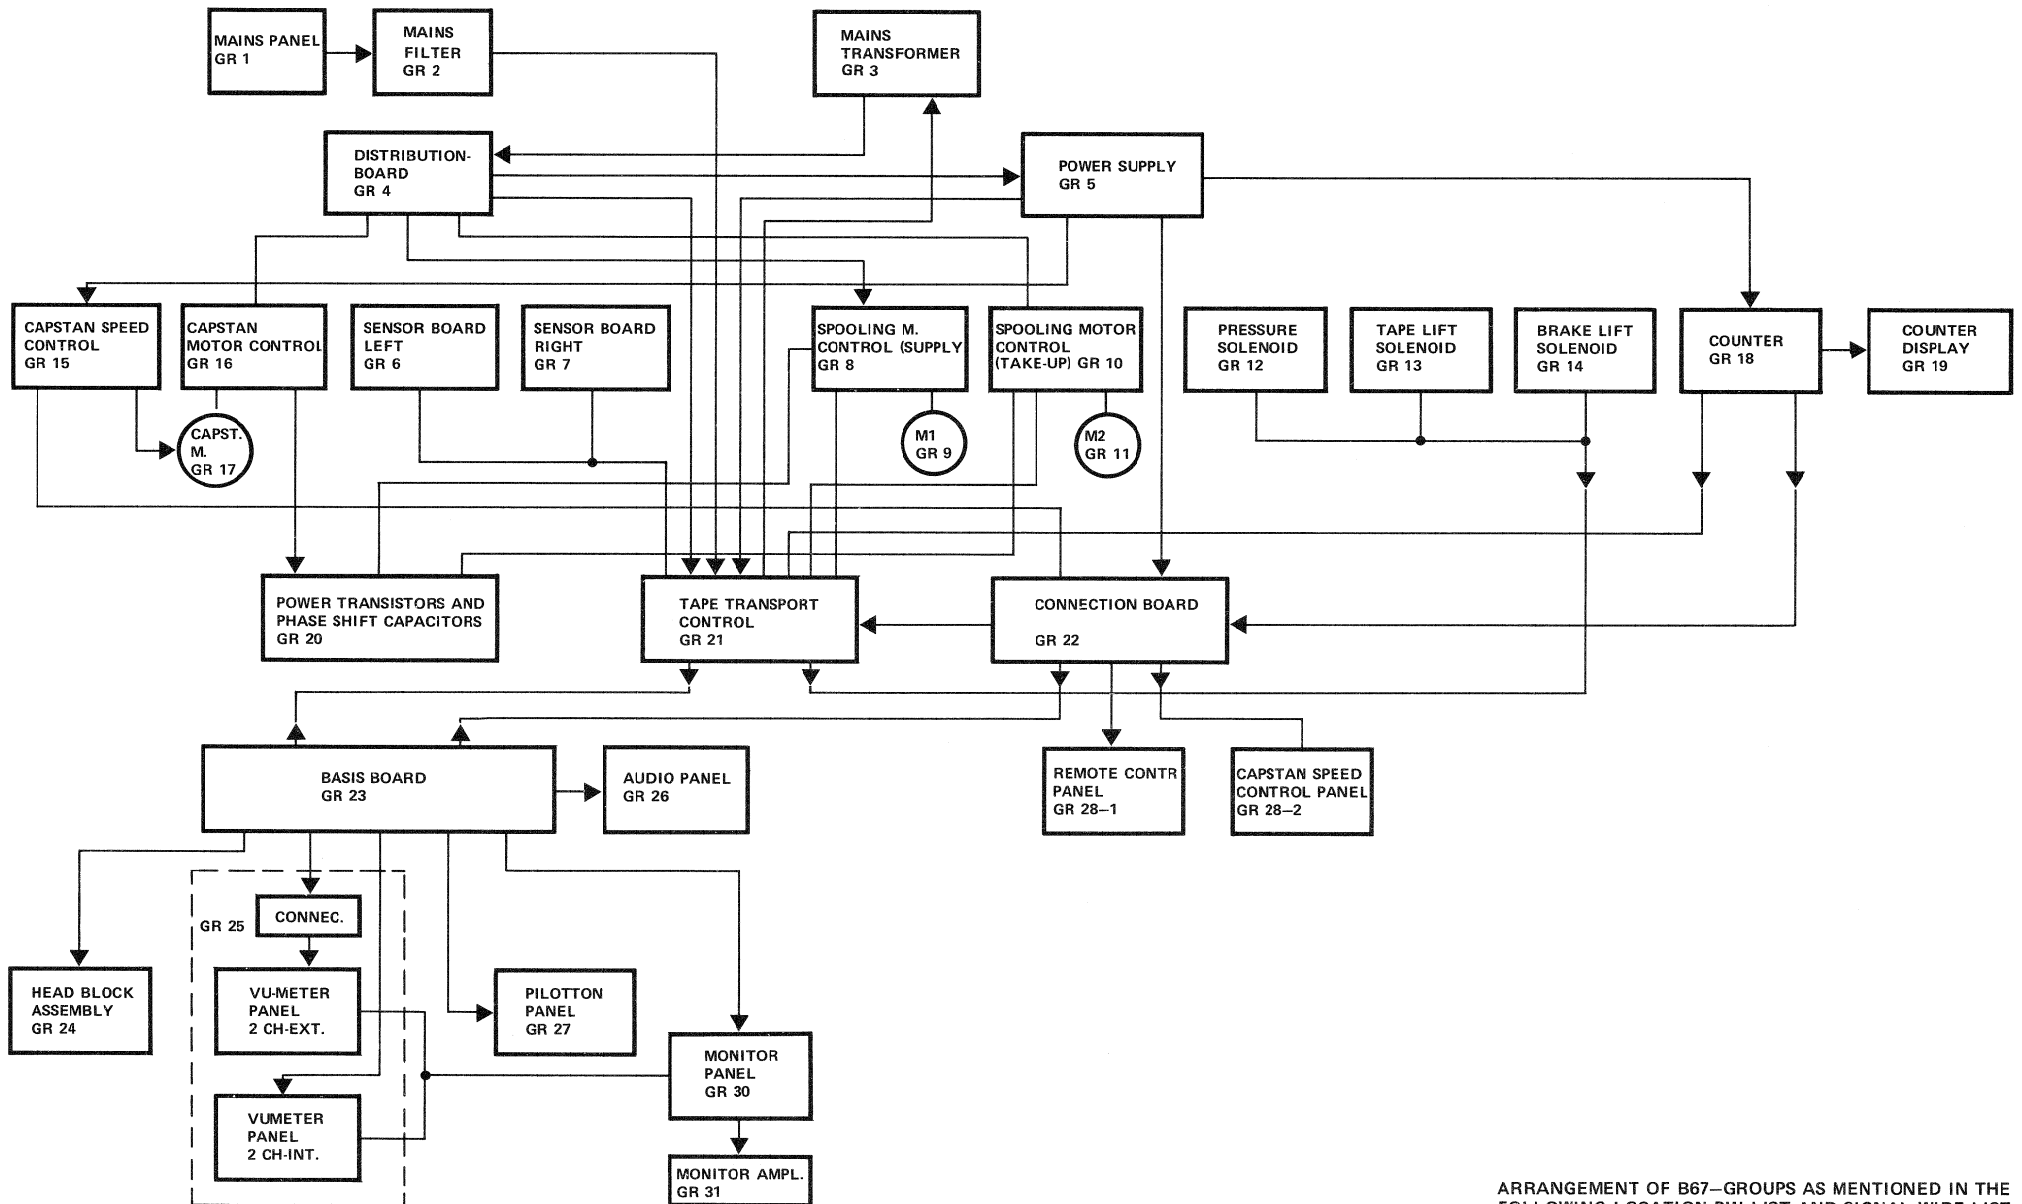 MAINS PANEL
GR 1
MAINS
FILTER
GR 2
MAINS
TRANSFORMER
GR 3
DISTRIBUTION-
BOARD
GR 4
POWER SUPPLY
GR 5
CAPSTAN SPEED
CONTROL
GR 15
CAPSTAN
MOTOR CONTROL
GR 16
SENSOR BOARD
LEFT
GR 6
SENSOR BOARD
RIGHT
GR 7
SPOOLING M.
CONTROL (SUPPLY
GR 8
SPOOLING MOTOR
CONTROL
(TAKE-UP) GR 10
PRESSURE
SOLENOID
GR 12
TAPE LIFT
SOLENOID
GR 13
BRAKE LIFT
SOLENOID
GR 14
COUNTER
GR 18
COUNTER
DISPLAY
GR 19
CAPST.
M.
GR 17
M1
GR 9
M2
GR 11
POWER TRANSISTORS AND
PHASE SHIFT CAPACITORS
GR 20
TAPE TRANSPORT
CONTROL
GR 21
CONNECTION BOARD
GR 22
BASIS BOARD
GR 23
AUDIO PANEL
GR 26
REMOTE CONTR
PANEL
GR 28–1
CAPSTAN SPEED
CONTROL PANEL
GR 28–2
GR 25
CONNEC.
HEAD BLOCK
ASSEMBLY
GR 24
VU-METER
PANEL
2 CH-EXT.
PILOTTON
PANEL
GR 27
MONITOR
PANEL
GR 30
VUMETER
PANEL
2 CH-INT.
MONITOR AMPL.
GR 31
ARRANGEMENT OF B67–GROUPS AS MENTIONED IN THE
FOLLOWING LOCATION PIN LIST AND SIGNAL WIRE LIST